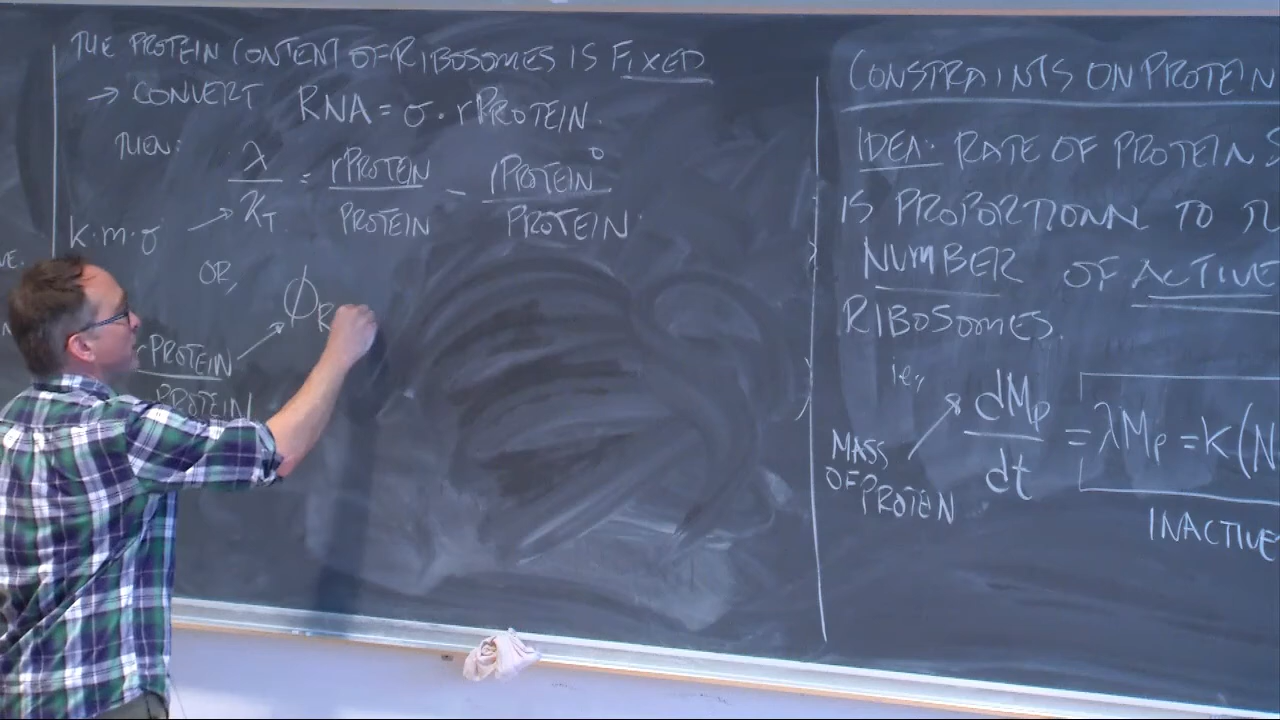 THE PROTEIN CONTENT OF RIBOSOMES IS FIXED
→ CONVERT RNA = σ · rPROTEIN.
THEN:
λ/κT = rPROTEIN/PROTEIN - rPROTEIN°/PROTEIN
k·m·σ →
OR,
ϕR
rPROTEIN
PROTEIN
CONSTRAINTS ON PROTEIN
IDEA: RATE OF PROTEIN S
IS PROPORTIONAL TO
NUMBER OF ACTIVE
RIBOSOMES.
i.e.,
dMp/dt = λMp = K(N
MASS
OF PROTEIN
INACTIVE